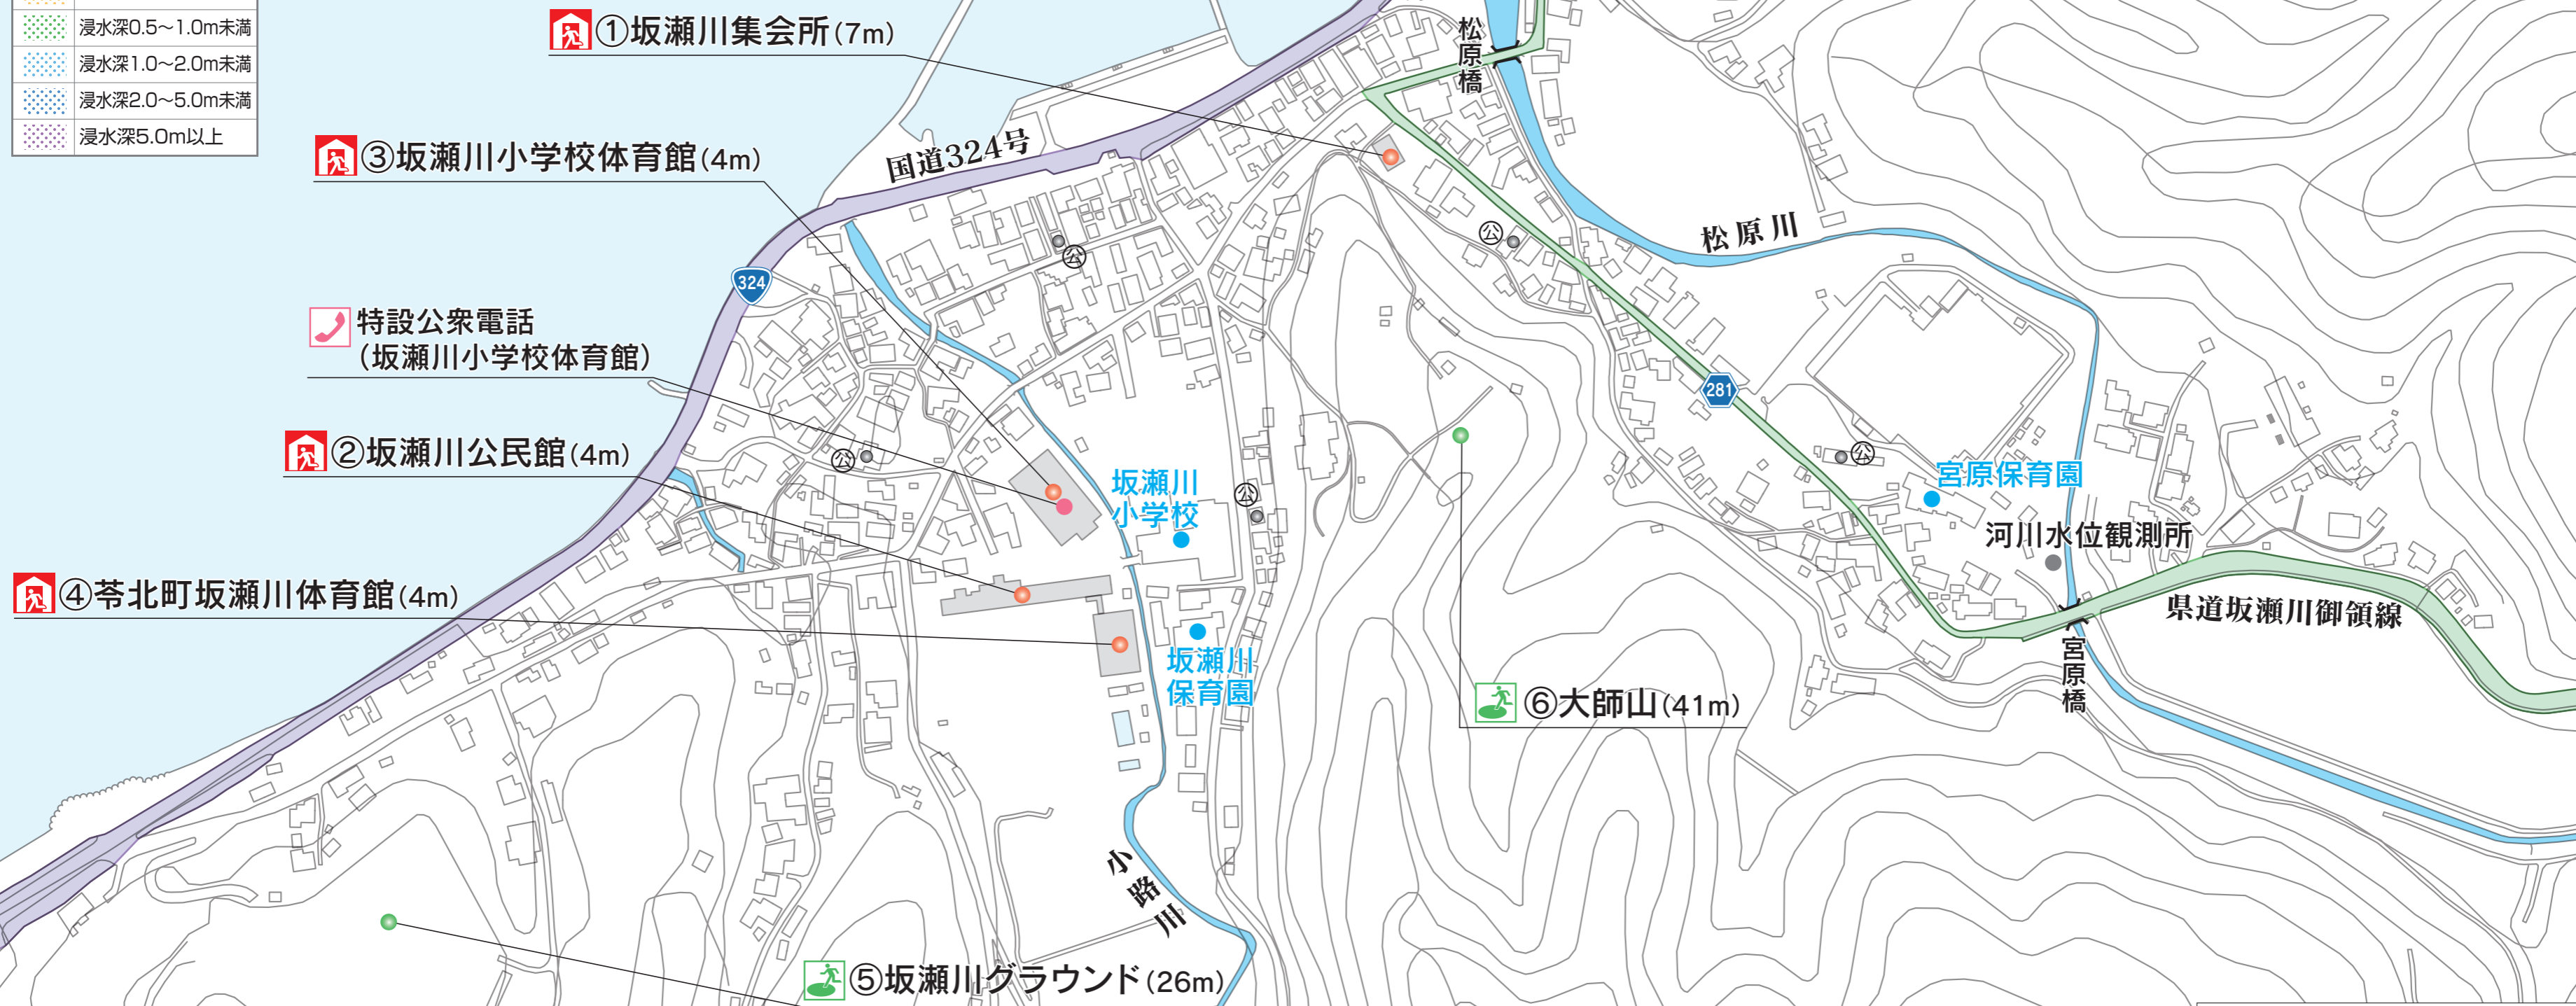 浸水深0.5〜1.0m未満
浸水深1.0〜2.0m未満
浸水深2.0〜5.0m未満
浸水深5.0m以上
①坂瀬川集会所(7m)
松原橋
③坂瀬川小学校体育館(4m)
国道324号
公
公
松原川
324
特設公衆電話
(坂瀬川小学校体育館)
281
②坂瀬川公民館(4m)
公
坂瀬川
小学校
公
公
宮原保育園
河川水位観測所
④苓北町坂瀬川体育館(4m)
県道坂瀬川御領線
坂瀬川
保育園
宮原橋
⑥大師山(41m)
小路川
⑤坂瀬川グラウンド(26m)